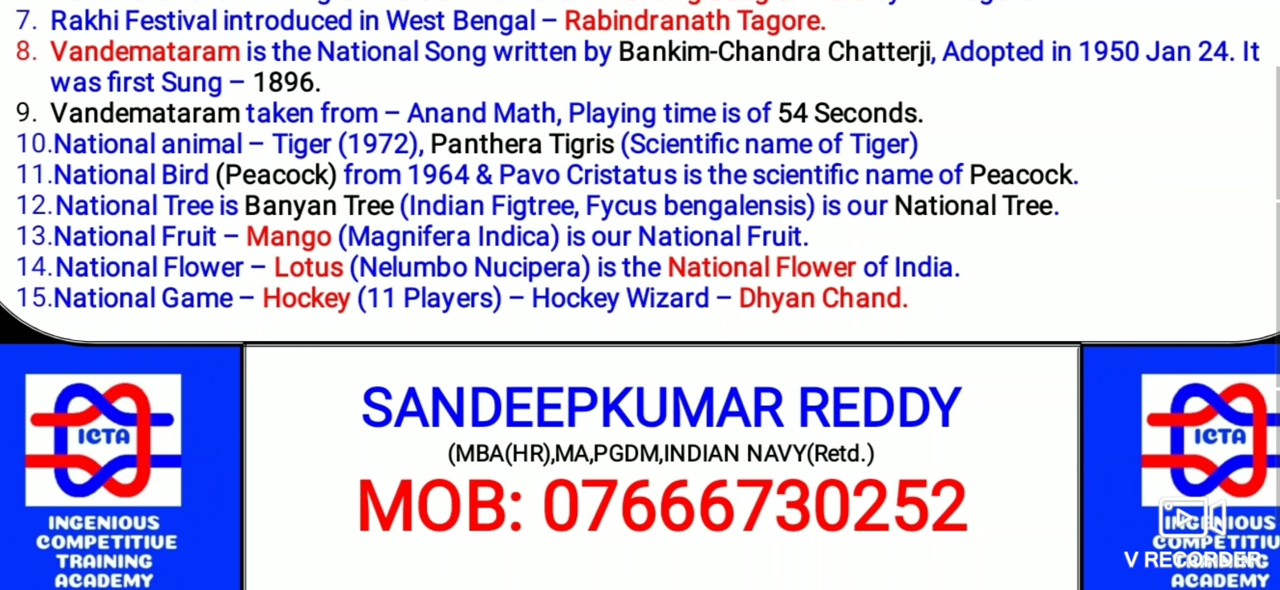 7. Rakhi Festival introduced in West Bengal – Rabindranath Tagore.
8. Vandemataram is the National Song written by Bankim-Chandra Chatterji, Adopted in 1950 Jan 24. It
was first Sung – 1896.
9. Vandemataram taken from – Anand Math, Playing time is of 54 Seconds.
10.National animal – Tiger (1972), Panthera Tigris (Scientific name of Tiger)
11.National Bird (Peacock) from 1964 & Pavo Cristatus is the scientific name of Peacock.
12.National Tree is Banyan Tree (Indian Figtree, Fycus bengalensis) is our National Tree.
13.National Fruit – Mango (Magnifera Indica) is our National Fruit.
14.National Flower – Lotus (Nelumbo Nucipera) is the National Flower of India.
15.National Game – Hockey (11 Players) – Hockey Wizard – Dhyan Chand.
ICTA
INGENIOUS
COMPETITIUE
TRAINING
ACADEMY
SANDEEPKUMAR REDDY
(MBA(HR),MA,PGDM,INDIAN NAVY(Retd.)
MOB: 07666730252
ICTA
INGENIOUS
COMPETITIU
TRAINING
ACADEMY
V RECORDER